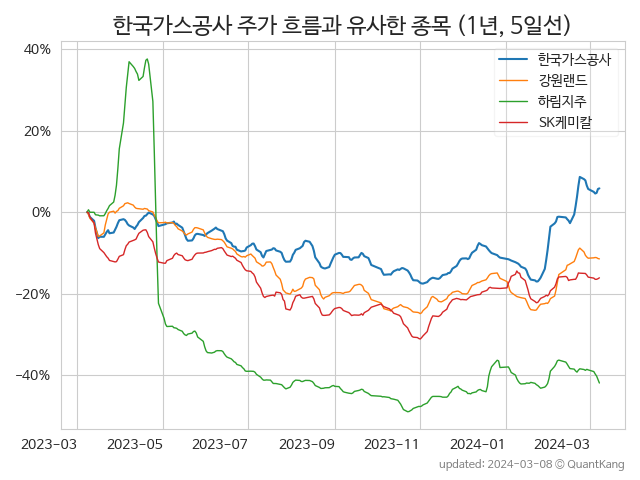 한국가스공사 주가 흐름과 유사한 종목 (1년, 5일선)
40%
20%
0%
−20%
−40%
한국가스공사
강원랜드
하림지주
SK케미칼
2023−03 2023−05 2023−07 2023−09 2023−11 2024−01 2024−03
updated: 2024-03-08 © QuantKang